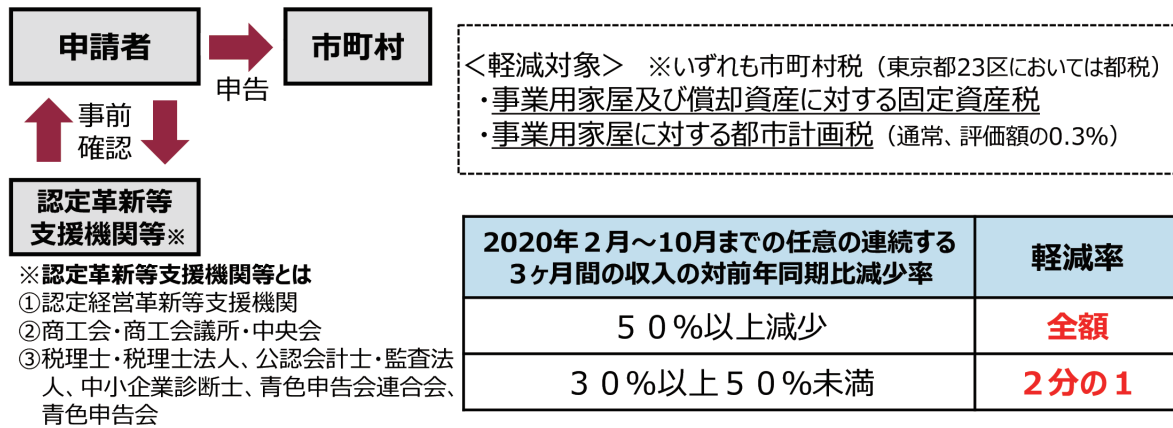 申請者
市町村
申告
事前
確認
認定革新等
支援機関等※
※認定革新等支援機関等とは
①認定経営革新等支援機関
②商工会・商工会議所・中央会
③税理士・税理士法人、公認会計士・監査法
人、中小企業診断士、青色申告会連合会、
青色申告会
＜軽減対象＞ ※いずれも市町村税（東京都23区においては都税）
・事業用家屋及び償却資産に対する固定資産税
・事業用家屋に対する都市計画税（通常、評価額の0.3%）
2020年２月～10月までの任意の連続する
３ヶ月間の収入の対前年同期比減少率
軽減率
５０%以上減少
全額
３０%以上５０%未満
２分の１